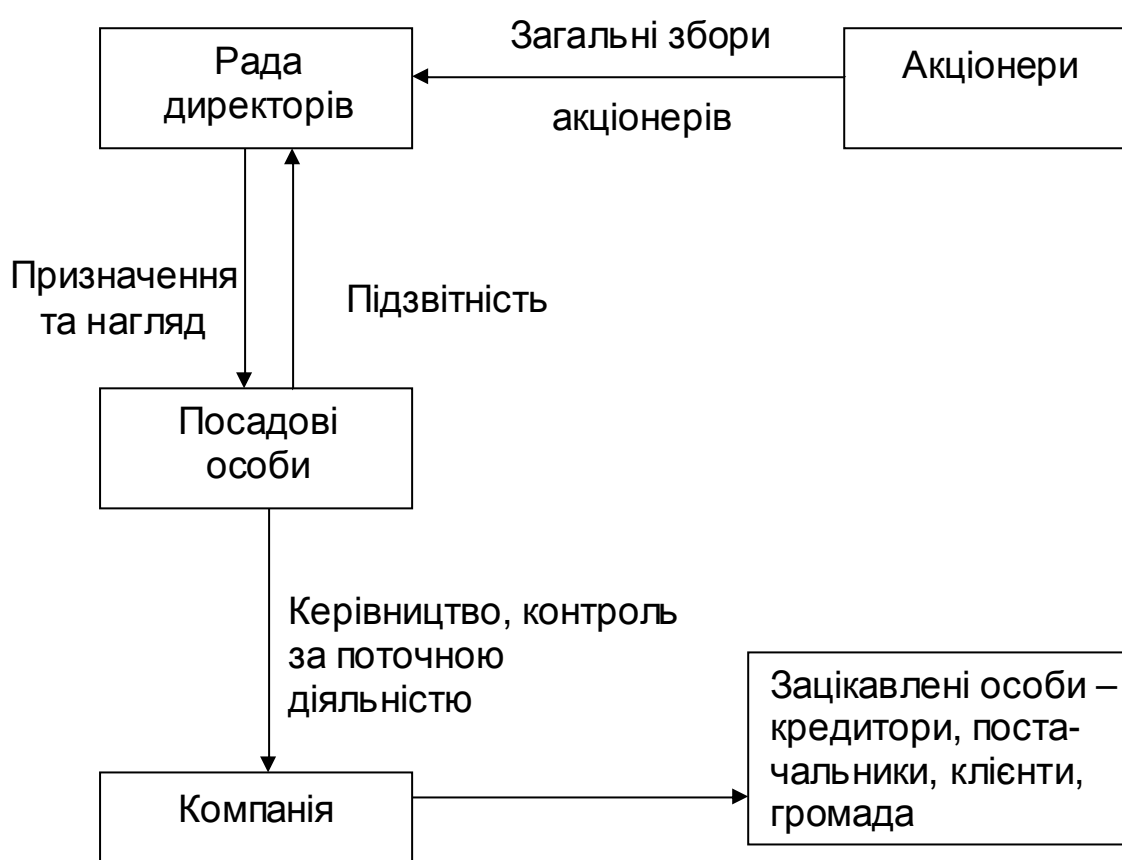 Рада
директорів
Загальні збори
акціонерів
Акціонери
Призначення
та нагляд
Підзвітність
Посадові
особи
Керівництво, контроль
за поточною
діяльністю
Компанія
Зацікавлені особи –
кредитори, поста-
чальники, клієнти,
громада